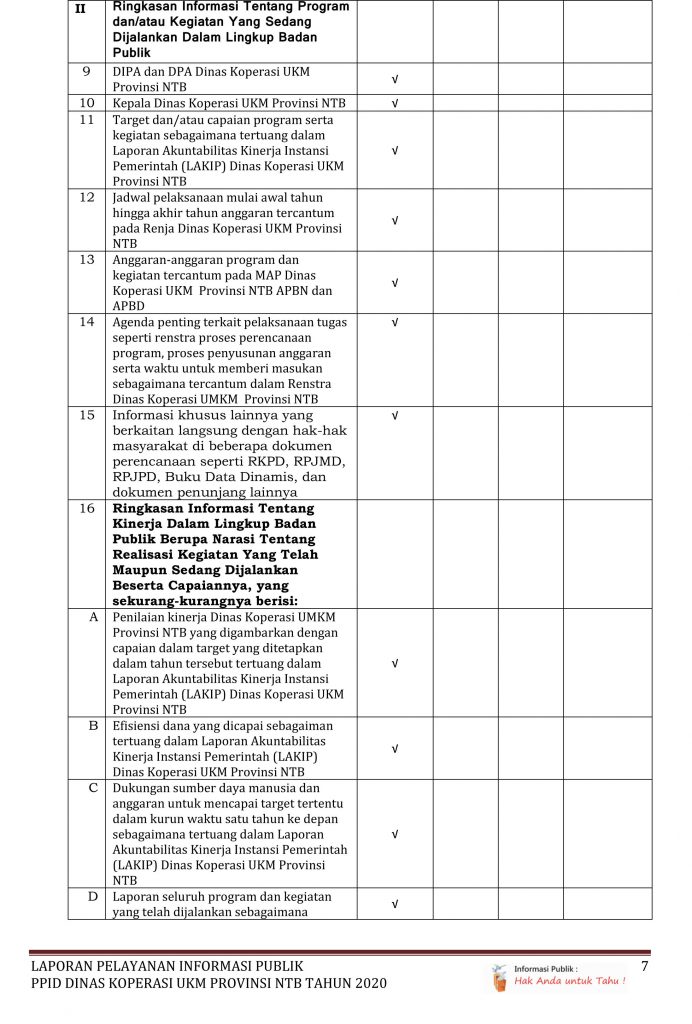 II Ringkasan Informasi Tentang Program
dan/atau Kegiatan Yang Sedang
Dijalankan Dalam Lingkup Badan
Publik
9 DIPA dan DPA Dinas Koperasi UKM
Provinsi NTB √
10 Kepala Dinas Koperasi UKM Provinsi NTB √
11 Target dan/atau capaian program serta
kegiatan sebagaimana tertuang dalam
Laporan Akuntabilitas Kinerja Instansi √
Pemerintah (LAKIP) Dinas Koperasi UKM
Provinsi NTB
12 Jadwal pelaksanaan mulai awal tahun
hingga akhir tahun anggaran tercantum √
pada Renja Dinas Koperasi UKM Provinsi
NTB
13 Anggaran-anggaran program dan
kegiatan tercantum pada MAP Dinas √
Koperasi UKM  Provinsi NTB APBN dan
APBD
14 Agenda penting terkait pelaksanaan tugas √
seperti renstra proses perencanaan
program, proses penyusunan anggaran
serta waktu untuk memberi masukan
sebagaimana tercantum dalam Renstra
Dinas Koperasi UMKM  Provinsi NTB
15 Informasi khusus lainnya yang √
berkaitan langsung dengan hak-hak
masyarakat di beberapa dokumen
perencanaan seperti RKPD, RPJMD,
RPJPD, Buku Data Dinamis, dan
dokumen penunjang lainnya
16 Ringkasan Informasi Tentang
Kinerja Dalam Lingkup Badan
Publik Berupa Narasi Tentang
Realisasi Kegiatan Yang Telah
Maupun Sedang Dijalankan
Beserta Capaiannya, yang
sekurang-kurangnya berisi:
A Penilaian kinerja Dinas Koperasi UMKM
Provinsi NTB yang digambarkan dengan
capaian dalam target yang ditetapkan
dalam tahun tersebut tertuang dalam √
Laporan Akuntabilitas Kinerja Instansi
Pemerintah (LAKIP) Dinas Koperasi UKM
Provinsi NTB
B Efisiensi dana yang dicapai sebagaiman
tertuang dalam Laporan Akuntabilitas √
Kinerja Instansi Pemerintah (LAKIP)
Dinas Koperasi UKM Provinsi NTB
C Dukungan sumber daya manusia dan
anggaran untuk mencapai target tertentu
dalam kurun waktu satu tahun ke depan
sebagaimana tertuang dalam Laporan √
Akuntabilitas Kinerja Instansi Pemerintah
(LAKIP) Dinas Koperasi UKM Provinsi
NTB
D Laporan seluruh program dan kegiatan √
yang telah dijalankan sebagaimana
LAPORAN PELAYANAN INFORMASI PUBLIK
PPID DINAS KOPERASI UKM PROVINSI NTB TAHUN 2020
Informasi Publik :
Hak Anda untuk Tahu !
7